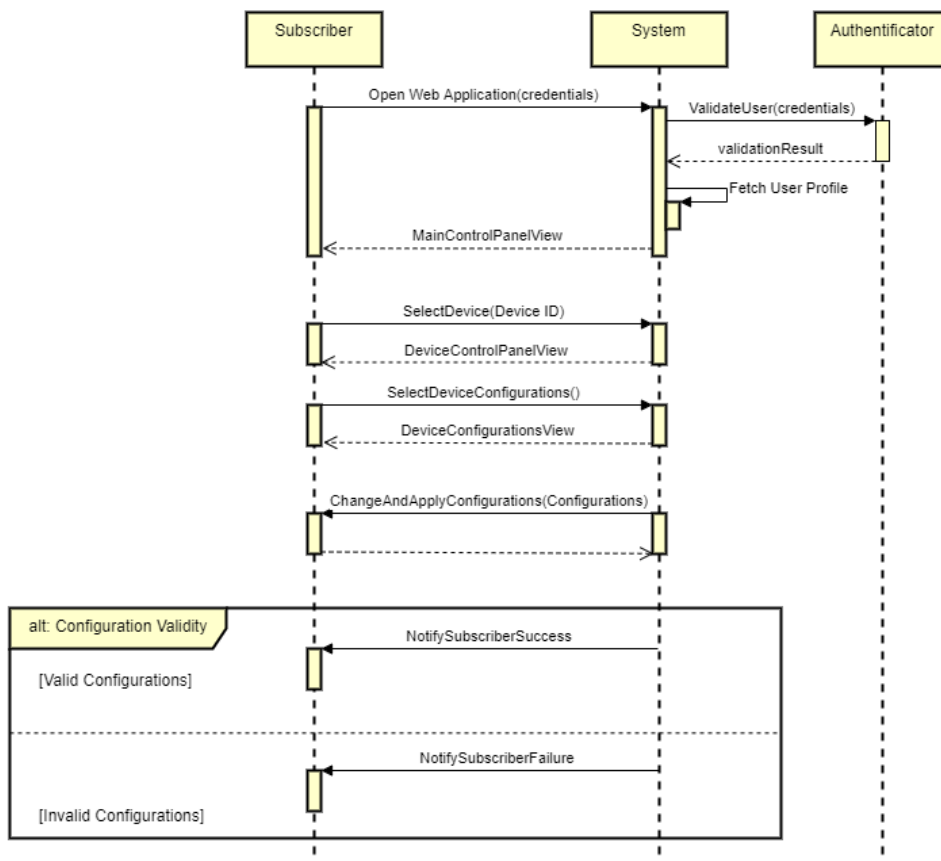 Subscriber
System
Authentificator
Open Web Application(credentials)
ValidateUser(credentials)
validationResult
Fetch User Profile
MainControlPanelView
SelectDevice(Device ID)
DeviceControlPanelView
SelectDeviceConfigurations()
DeviceConfigurationsView
ChangeAndApplyConfigurations(Configurations)
alt: Configuration Validity
NotifySubscriberSuccess
[Valid Configurations]
NotifySubscriberFailure
[Invalid Configurations]